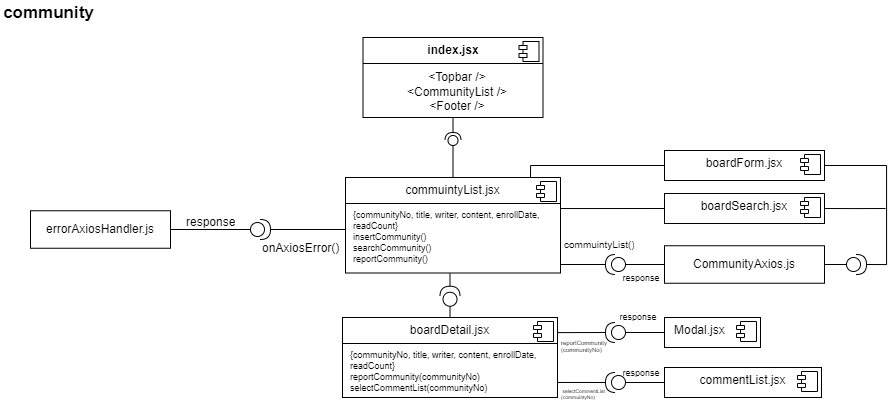 community
index.jsx
<Topbar />
<CommunityList />
<Footer />
boardForm.jsx
commuintyList.jsx
boardSearch.jsx
{communityNo, title, writer, content, enrollDate,
readCount}
insertCommunity()
searchCommunity()
reportCommunity()
errorAxiosHandler.js
response
onAxiosError()
commuintyList()
response
CommunityAxios.js
boardDetail.jsx
{communityNo, title, writer, content, enrollDate,
readCount}
reportCommunity(communityNo)
selectCommentList(communityNo)
response
reportCommunity
(communityNo)
Modal.jsx
response
selectCommentList
(commuintyNo)
commentList.jsx